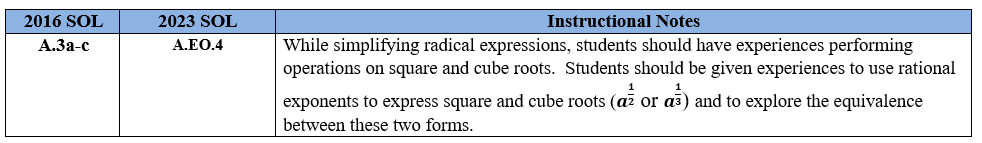 2016 SOL 2023 SOL Instructional Notes
A.3a-c A.EO.4 While simplifying radical expressions, students should have experiences performing
operations on square and cube roots.  Students should be given experiences to use rational
exponents to express square and cube roots (𝒂^(1/2) or 𝒂^(1/3)) and to explore the equivalence
between these two forms.